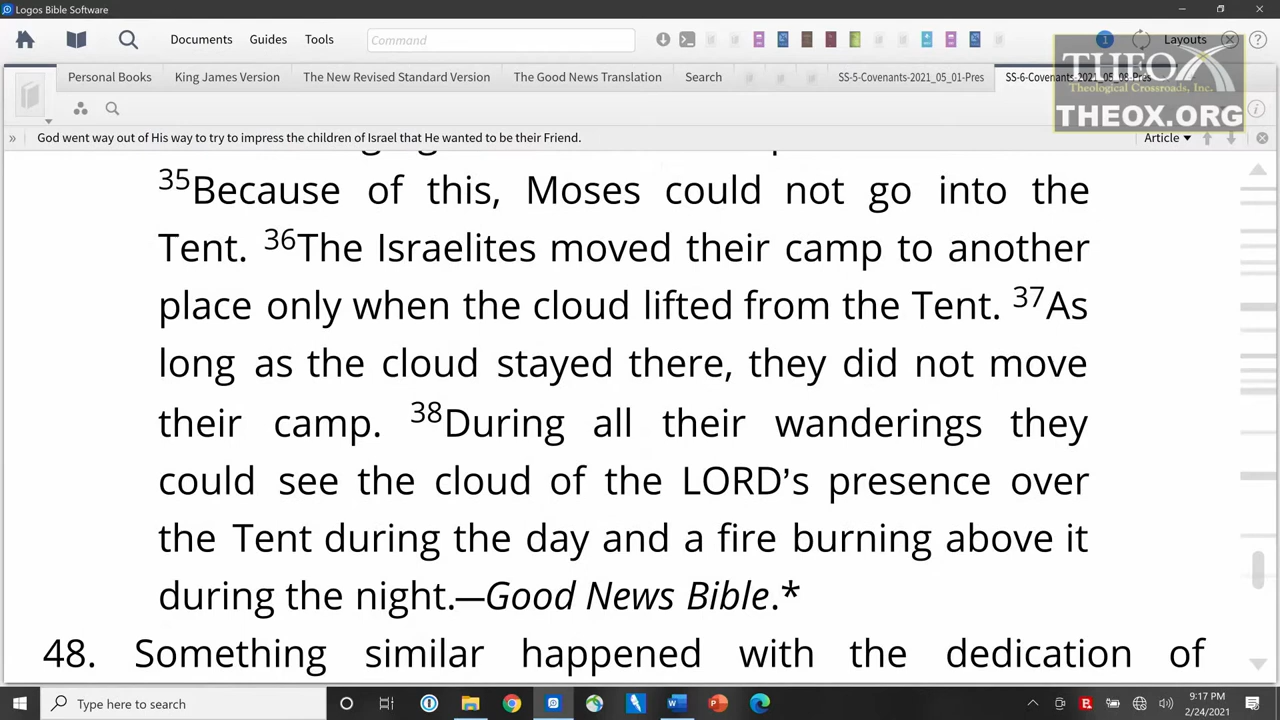 Logos Bible Software
Documents Guides Tools Command 1 Layouts
Personal Books King James Version The New Revised Standard Version The Good News Translation Search SS-5-Covenants-2021_05_01-Pres
THEOX
Theological Crossroads, Inc.
THEOX.ORG
God went way out of His way to try to impress the children of Israel that He wanted to be their Friend. Article
35Because of this, Moses could not go into the
Tent. 36The Israelites moved their camp to another
place only when the cloud lifted from the Tent. 37As
long as the cloud stayed there, they did not move
their camp. 38During all their wanderings they
could see the cloud of the LORD's presence over
the Tent during the day and a fire burning above it
during the night.—Good News Bible.*
48. Something similar happened with the dedication of
Type here to search
9:17 PM
2/24/2021